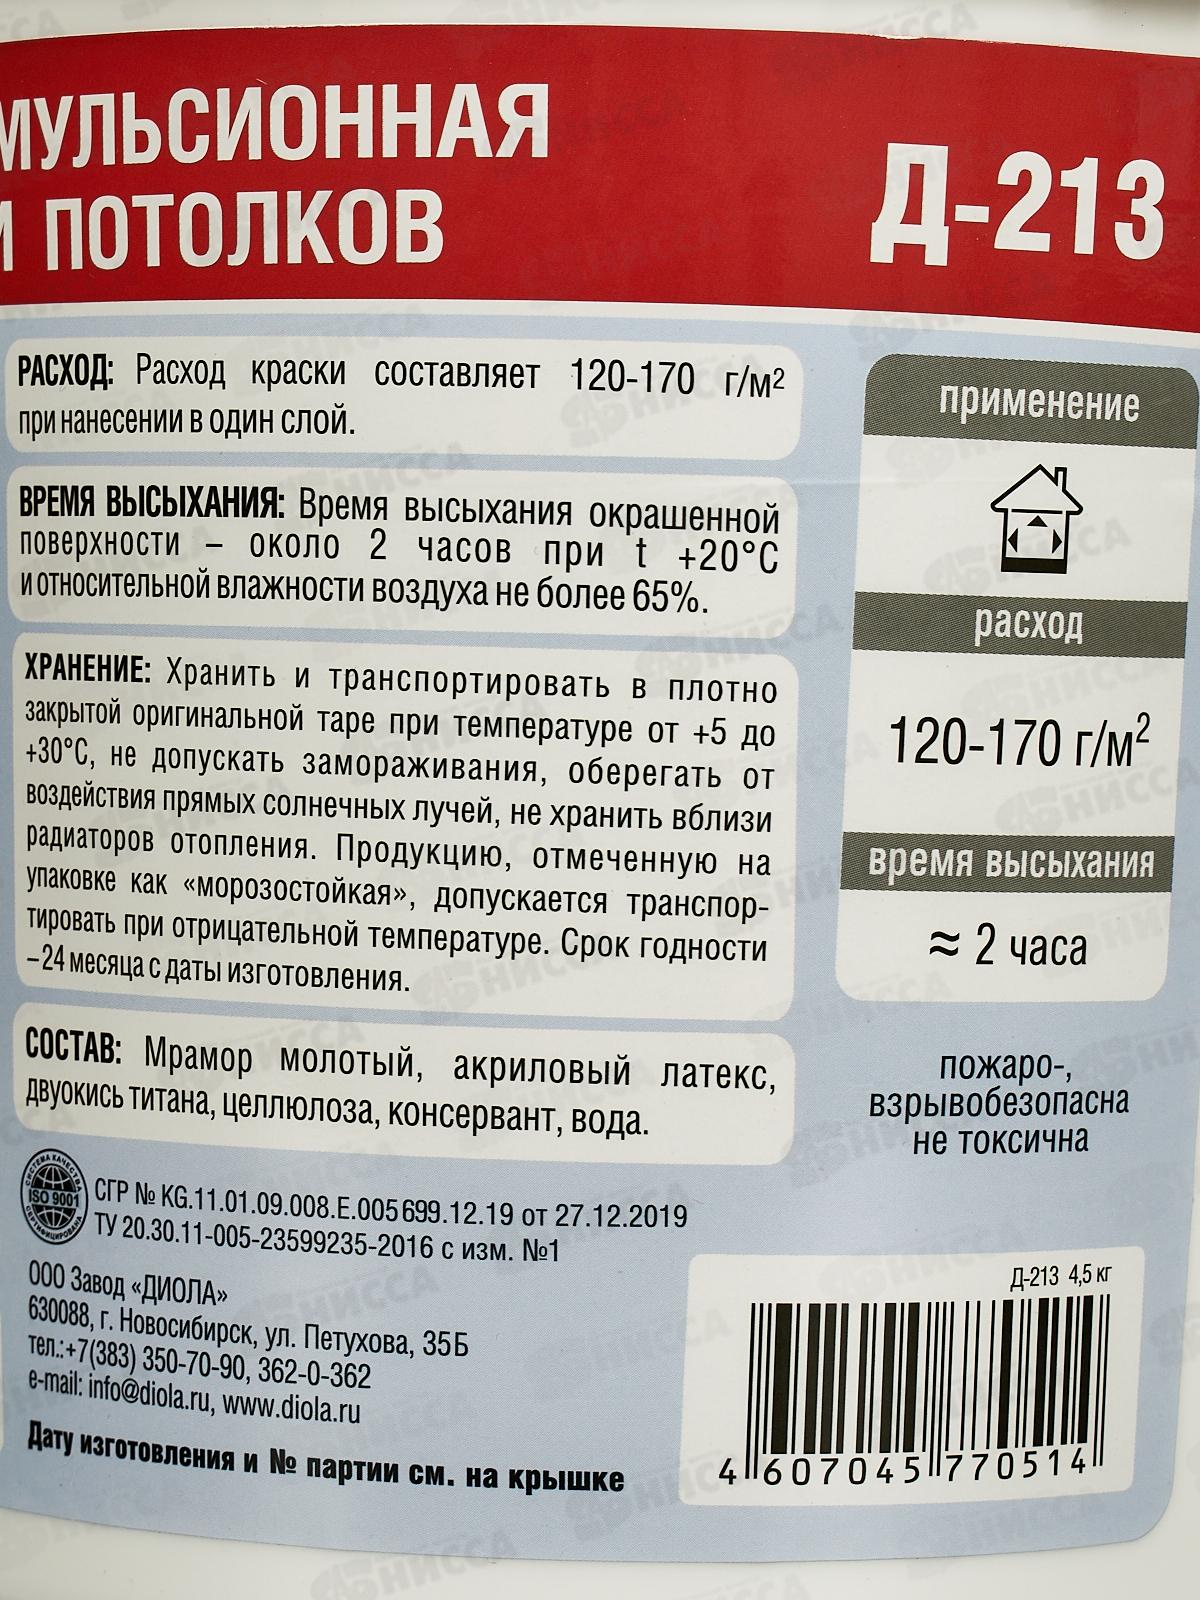 МУЛЬСИОННАЯ
И ПОТОЛКОВ
Д-213
РАСХОД: Расход краски составляет 120-170 г/м²
при нанесении в один слой.
ВРЕМЯ ВЫСЫХАНИЯ: Время высыхания окрашенной
поверхности – около 2 часов при t +20°C
и относительной влажности воздуха не более 65%.
ХРАНЕНИЕ: Хранить и транспортировать в плотно
закрытой оригинальной таре при температуре от +5 до
+30°C, не допускать замораживания, оберегать от
воздействия прямых солнечных лучей, не хранить вблизи
радиаторов отопления. Продукцию, отмеченную на
упаковке как «морозостойкая», допускается транспор-
тировать при отрицательной температуре. Срок годности
– 24 месяца с даты изготовления.
СОСТАВ: Мрамор молотый, акриловый латекс,
двуокись титана, целлюлоза, консервант, вода.
применение
расход
120-170 г/м²
время высыхания
≈ 2 часа
пожаро-,
взрывобезопасна
не токсична
СИСТЕМА КАЧЕСТВА
ISO 9001
СЕРТИФИЦИРОВАНА
СГР № KG.11.01.09.008.E.005699.12.19 от 27.12.2019
ТУ 20.30.11-005-23599235-2016 с изм. №1
ООО Завод «ДИОЛА»
630088, г. Новосибирск, ул. Петухова, 35Б
тел.:+7(383) 350-70-90, 362-0-362
e-mail: info@diola.ru, www.diola.ru
Дату изготовления и № партии см. на крышке
Д-213 4,5 кг
4 607045 770514